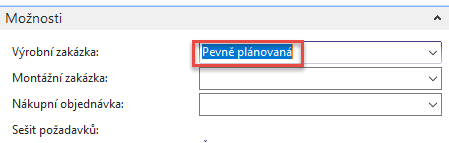 Možnosti
Výrobní zakázka: Pevně plánovaná
Montážní zakázka:
Nákupní objednávka:
Sešit požadavků: